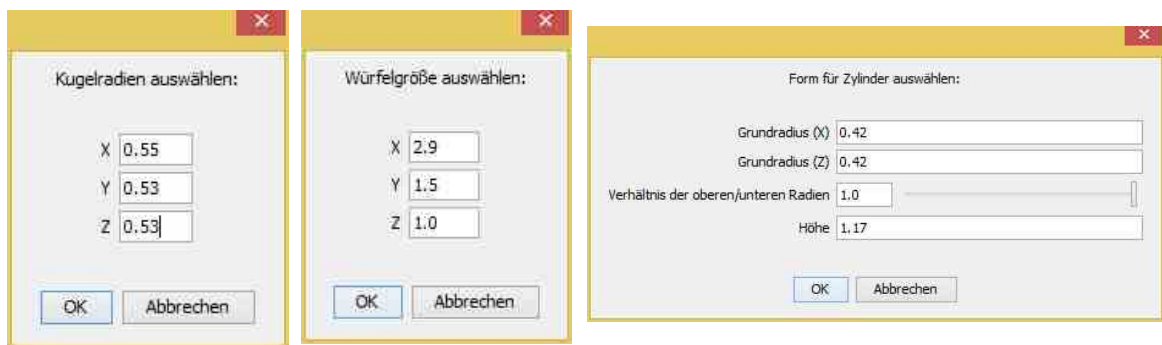 Kugelradien auswählen:
X 0.55
Y 0.53
Z 0.53
OK Abbrechen
Würfelgröße auswählen:
X 2.9
Y 1.5
Z 1.0
OK Abbrechen
Form für Zylinder auswählen:
Grundradius (X) 0.42
Grundradius (Z) 0.42
Verhältnis der oberen/unteren Radien 1.0
Höhe 1.17
OK Abbrechen